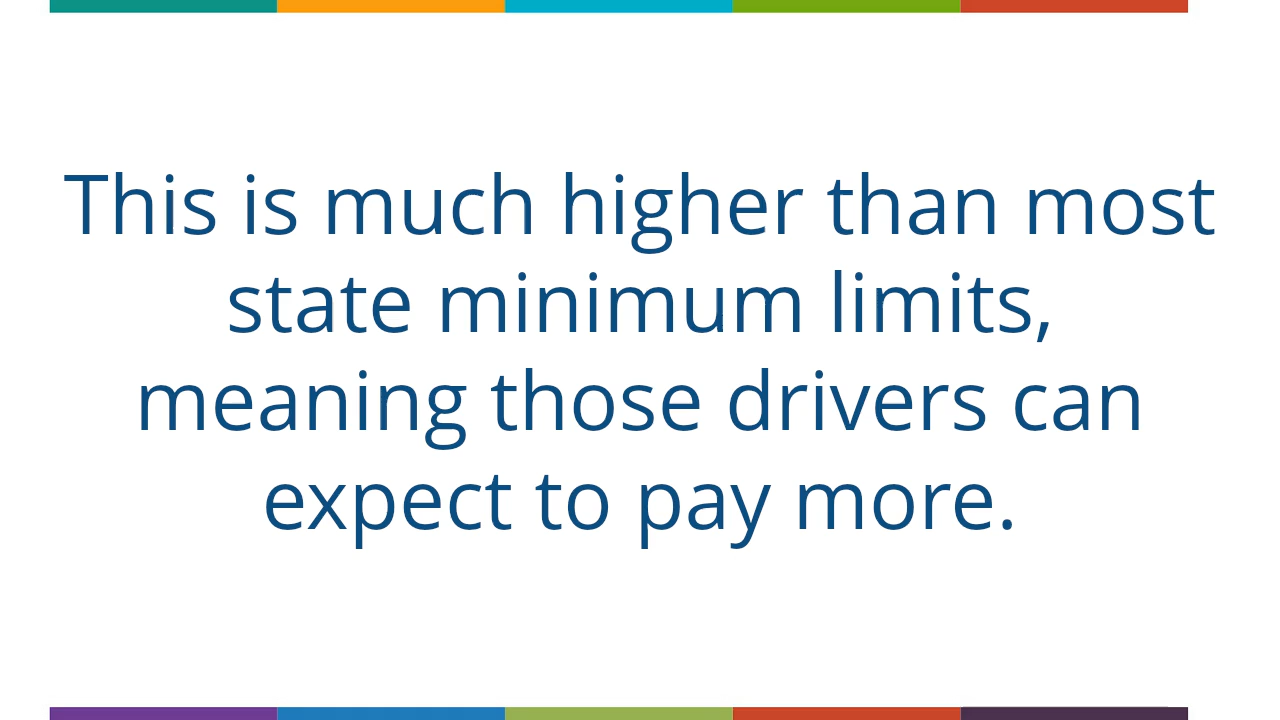 This is much higher than most
state minimum limits,
meaning those drivers can
expect to pay more.